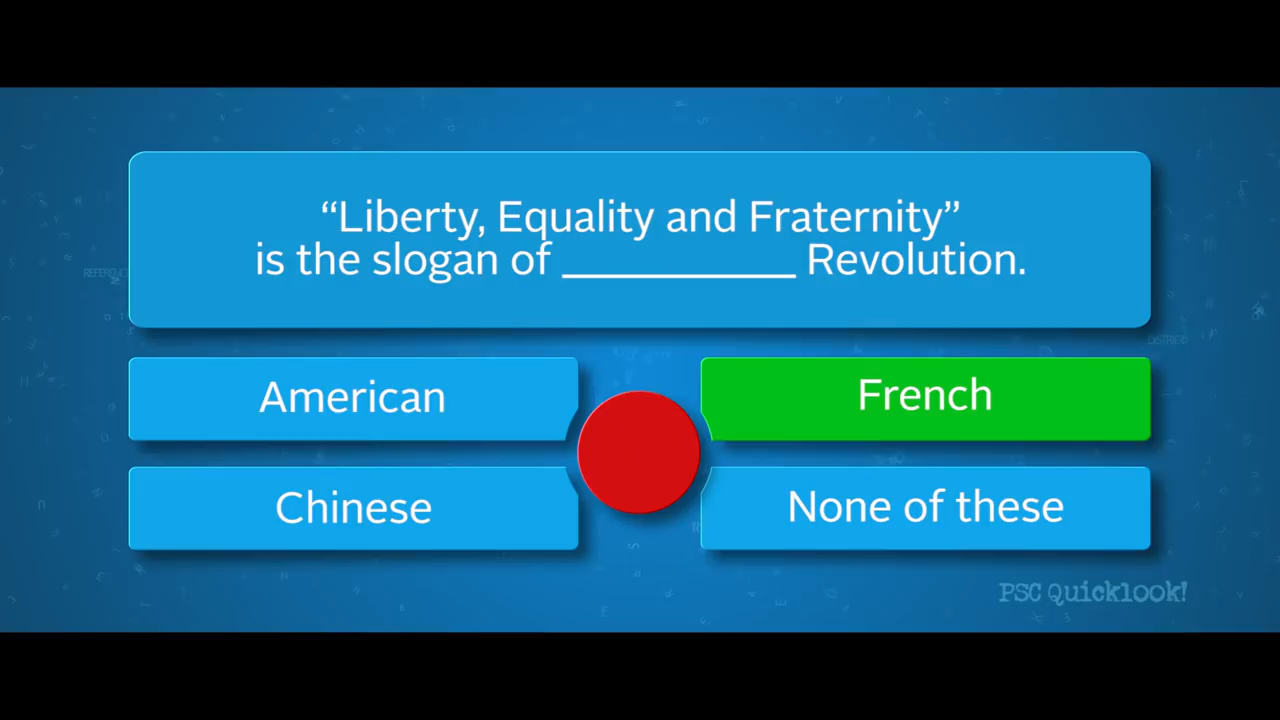 “Liberty, Equality and Fraternity”
is the slogan of __________ Revolution.
American
French
Chinese
None of these
PSC Quicklook!